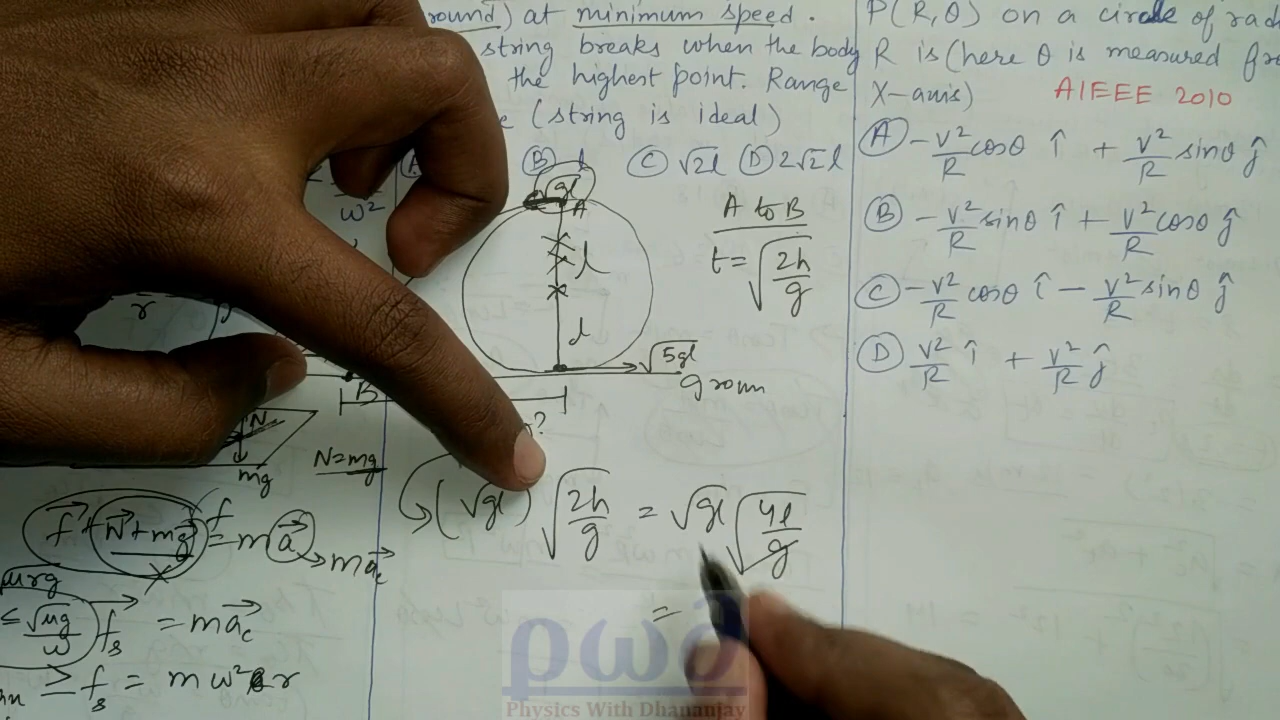 round) at minimum speed.
string breaks when the body
the highest point. Range
(string is ideal)
Ⓑ l Ⓒ √2l Ⓓ 2√2l
√gl
A
l
l
√5gl
B
?
A to B
t = √(2h/g)
(√gl) √(2h/g) = √gl √(4l/g)
=
ω²
r
N
mg
N=mg
f + N + mg = ma
f
→ mac
μrg
≤ √μg/ω
fs = mac
≥ fs = mω²r
P(R,θ) on a circle of rad
R is (here θ is measured fro
X-axis) AIEEE 2010
Ⓐ -v²/R cosθ î + v²/R sinθ ĵ
Ⓑ -v²/R sinθ î + v²/R cosθ ĵ
Ⓒ -v²/R cosθ î - v²/R sinθ ĵ
Ⓓ v²/R î + v²/R ĵ
ρωδ
Physics With Dhananjay